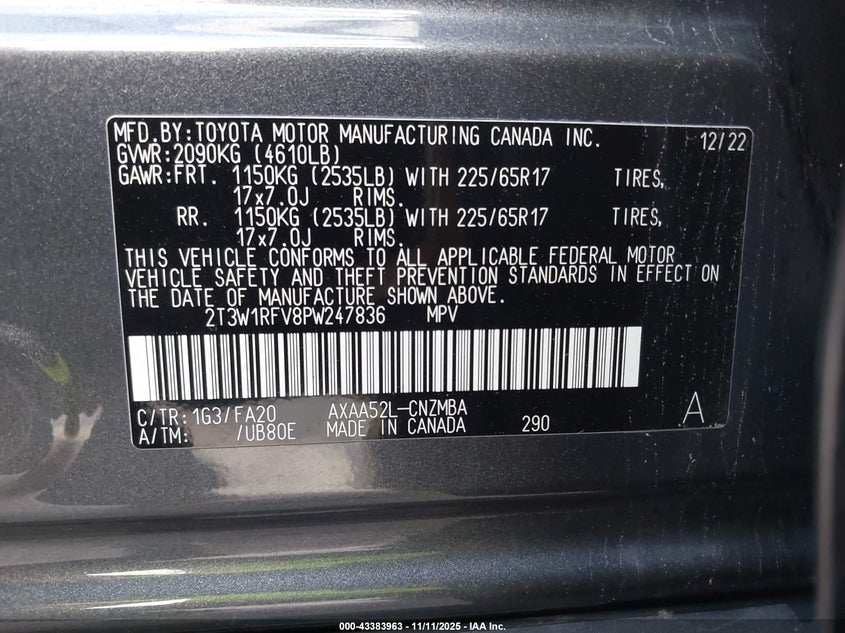 MFD.BY:TOYOTA MOTOR MANUFACTURING CANADA INC. 12/22
GVWR:2090KG (4610LB)
GAWR:FRT. 1150KG (2535LB) WITH 225/65R17 TIRES,
17x7.0J RIMS.
RR. 1150KG (2535LB) WITH 225/65R17 TIRES,
17x7.0J RIMS.
THIS VEHICLE CONFORMS TO ALL APPLICABLE FEDERAL MOTOR
VEHICLE SAFETY AND THEFT PREVENTION STANDARDS IN EFFECT ON
THE DATE OF MANUFACTURE SHOWN ABOVE.
2T3W1RFV8PW247836 MPV
C/TR:1G3/FA20 AXAA52L-CNZMBA A
A/TM: /UB80E MADE IN CANADA 290
000-43383963 - 11/11/2025 - IAA Inc.